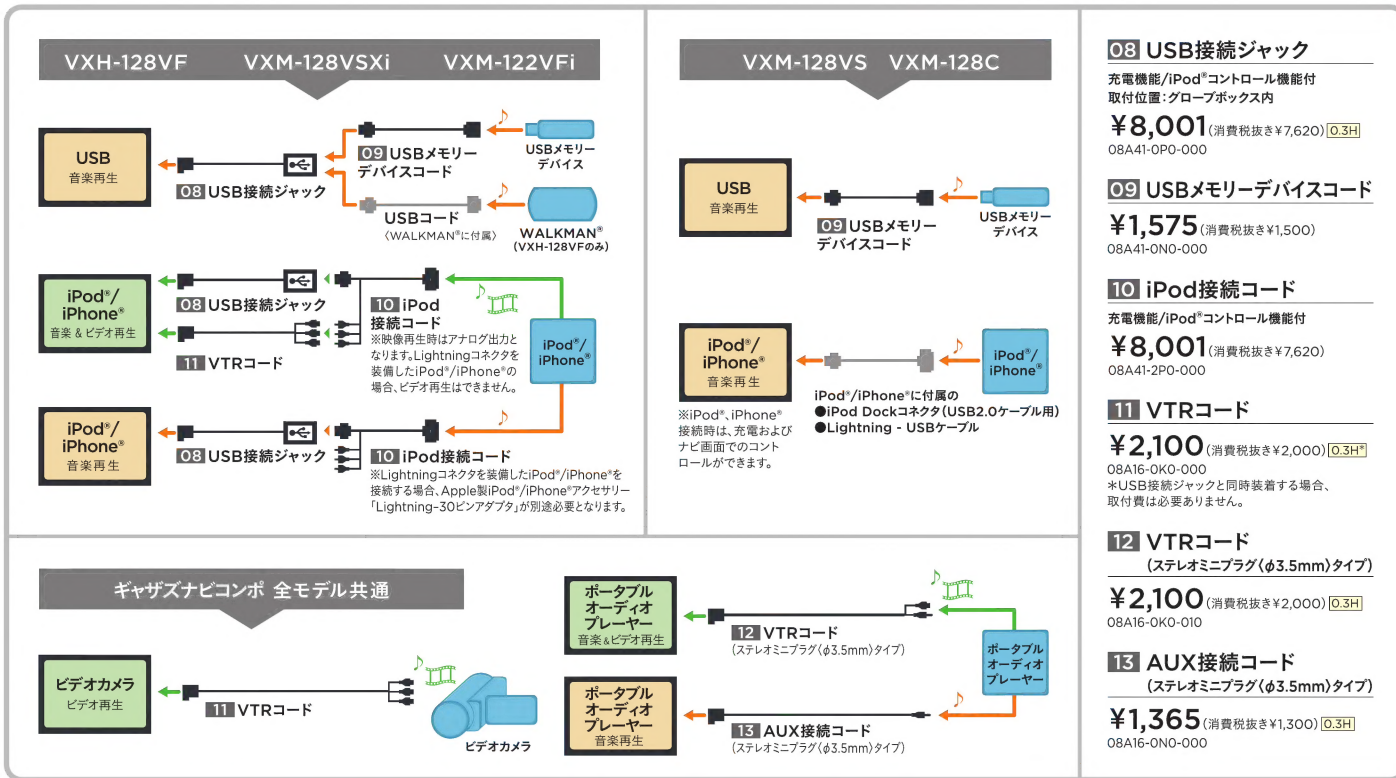 VXH-128VF VXM-128VSXi VXM-122VFi
USB
音楽再生
08 USB接続ジャック
09 USBメモリー
デバイスコード
USBメモリー
デバイス
USBコード
〈WALKMAN®に付属〉
WALKMAN®
(VXH-128VFのみ)
iPod®/
iPhone®
音楽 & ビデオ再生
08 USB接続ジャック
11 VTRコード
10 iPod
接続コード
※映像再生時はアナログ出力と
なります。Lightningコネクタを
装備したiPod®/iPhone®の
場合、ビデオ再生はできません。
iPod®/
iPhone®
iPod®/
iPhone®
音楽再生
08 USB接続ジャック
10 iPod接続コード
※Lightningコネクタを装備したiPod®/iPhone®を
接続する場合、Apple製iPod®/iPhone®アクセサリー
「Lightning-30ピンアダプタ」が別途必要となります。
VXM-128VS VXM-128C
USB
音楽再生
09 USBメモリー
デバイスコード
USBメモリー
デバイス
iPod®/
iPhone®
音楽再生
iPod®/
iPhone®
※iPod®、iPhone®
接続時は、充電および
ナビ画面でのコント
ロールができます。
iPod®/iPhone®に付属の
●iPod Dockコネクタ(USB2.0ケーブル用)
●Lightning - USBケーブル
ギャザズナビコンポ 全モデル共通
ビデオカメラ
ビデオ再生
11 VTRコード
ビデオカメラ
ポータブル
オーディオ
プレーヤー
音楽&ビデオ再生
12 VTRコード
(ステレオミニプラグ〈φ3.5mm〉タイプ)
ポータブル
オーディオ
プレーヤー
ポータブル
オーディオ
プレーヤー
音楽再生
13 AUX接続コード
(ステレオミニプラグ〈φ3.5mm〉タイプ)
08 USB接続ジャック
充電機能/iPod®コントロール機能付
取付位置:グローブボックス内
¥8,001(消費税抜き¥7,620) 0.3H
08A41-0P0-000
09 USBメモリーデバイスコード
¥1,575(消費税抜き¥1,500)
08A41-0N0-000
10 iPod接続コード
充電機能/iPod®コントロール機能付
¥8,001(消費税抜き¥7,620)
08A41-2P0-000
11 VTRコード
¥2,100(消費税抜き¥2,000) 0.3H*
08A16-0K0-000
*USB接続ジャックと同時装着する場合、
取付費は必要ありません。
12 VTRコード
(ステレオミニプラグ〈φ3.5mm〉タイプ)
¥2,100(消費税抜き¥2,000) 0.3H
08A16-0K0-010
13 AUX接続コード
(ステレオミニプラグ〈φ3.5mm〉タイプ)
¥1,365(消費税抜き¥1,300) 0.3H
08A16-0N0-000